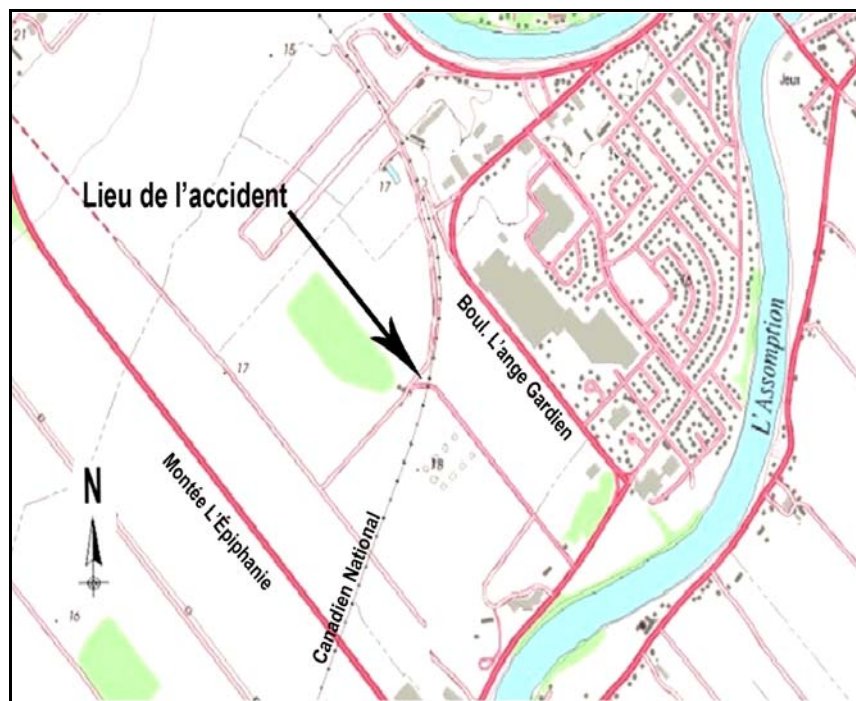 21
15
Jeux
17
Lieu de l'accident
Boul. L'ange Gardien
L'Assomption
17
18
Montée L'Épiphanie
N
Canadien National
16